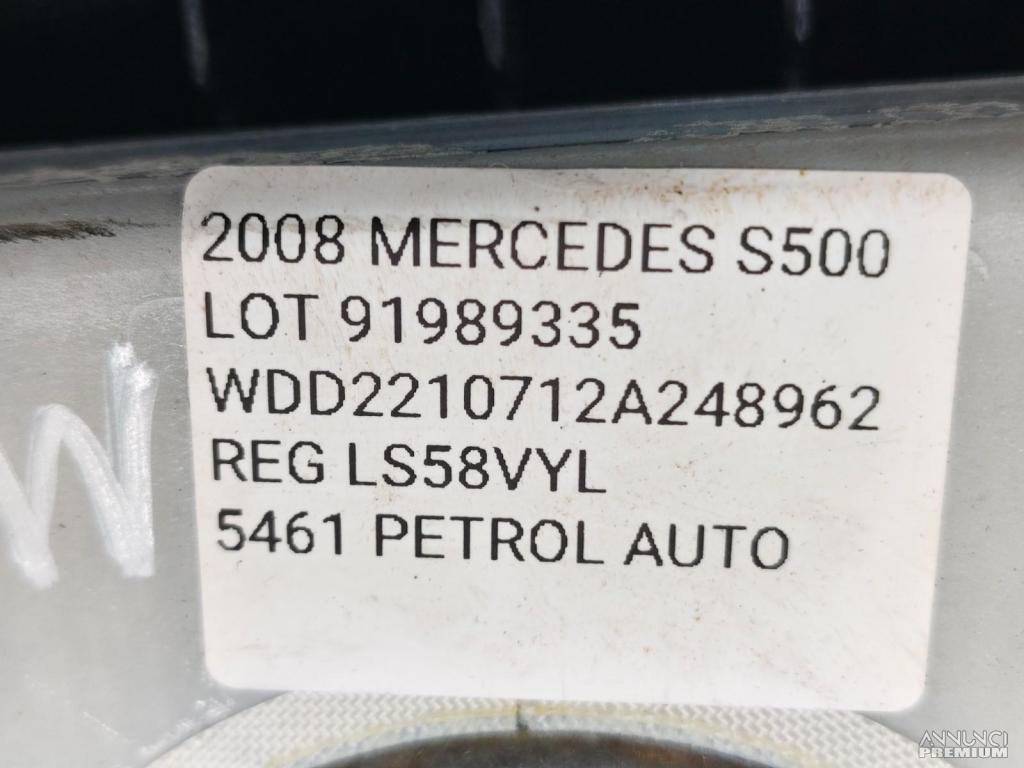 2008 MERCEDES S500
LOT 91989335
WDD2210712A248962
REG LS58VYL
5461 PETROL AUTO
W
ANNUNCI
PREMIUM